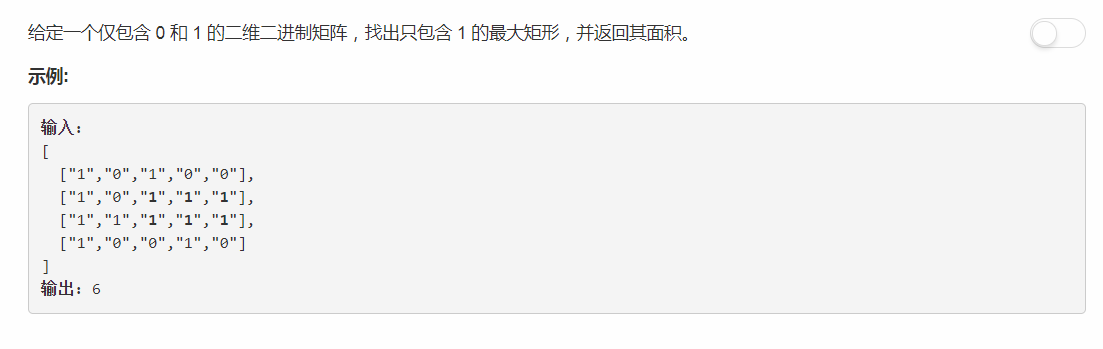 给定一个仅包含 0 和 1 的二维二进制矩阵，找出只包含 1 的最大矩形，并返回其面积。
示例:
输入:
[
  ["1","0","1","0","0"],
  ["1","0","1","1","1"],
  ["1","1","1","1","1"],
  ["1","0","0","1","0"]
]
输出: 6